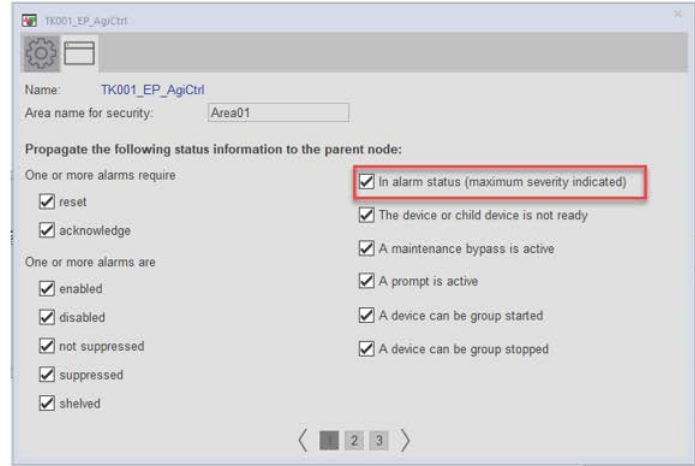 TK001_EP_AgiCtrl
Name: TK001_EP_AgiCtrl
Area name for security: Area01
Propagate the following status information to the parent node:
One or more alarms require
reset
acknowledge
One or more alarms are
enabled
disabled
not suppressed
suppressed
shelved
In alarm status (maximum severity indicated)
The device or child device is not ready
A maintenance bypass is active
A prompt is active
A device can be group started
A device can be group stopped
1 2 3